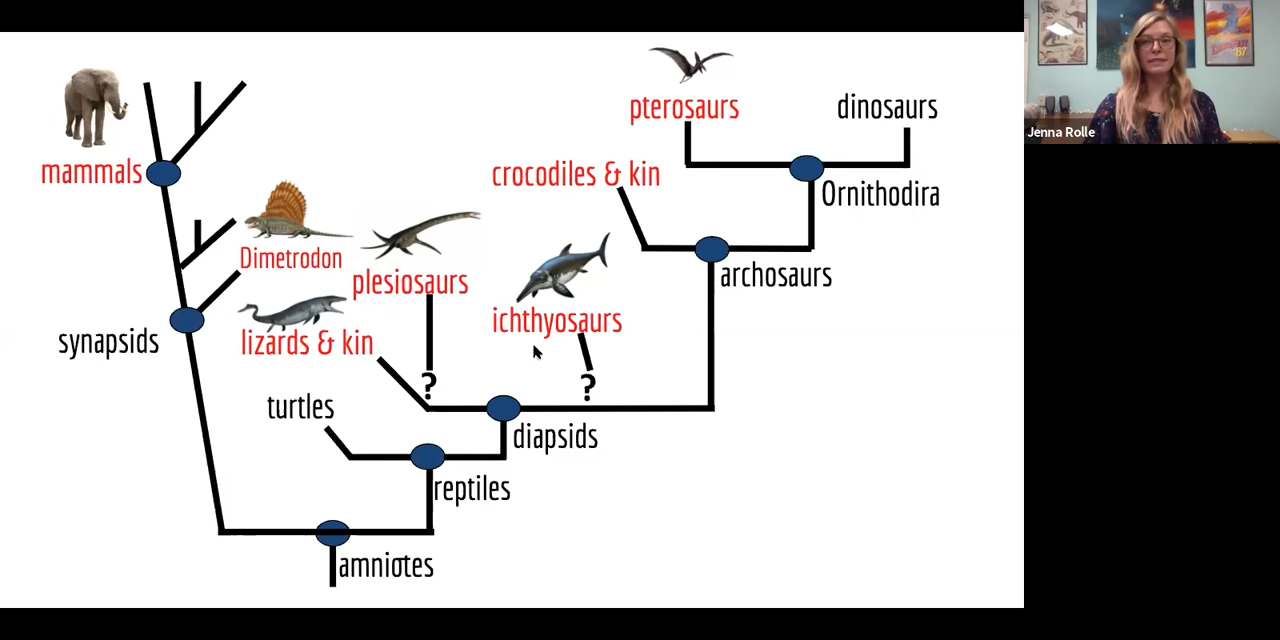 pterosaurs
dinosaurs
mammals
crocodiles & kin
Ornithodira
Dimetrodon
plesiosaurs
archosaurs
ichthyosaurs
synapsids
lizards & kin
?
?
turtles
diapsids
reptiles
amniotes
Jenna Rolle
'87